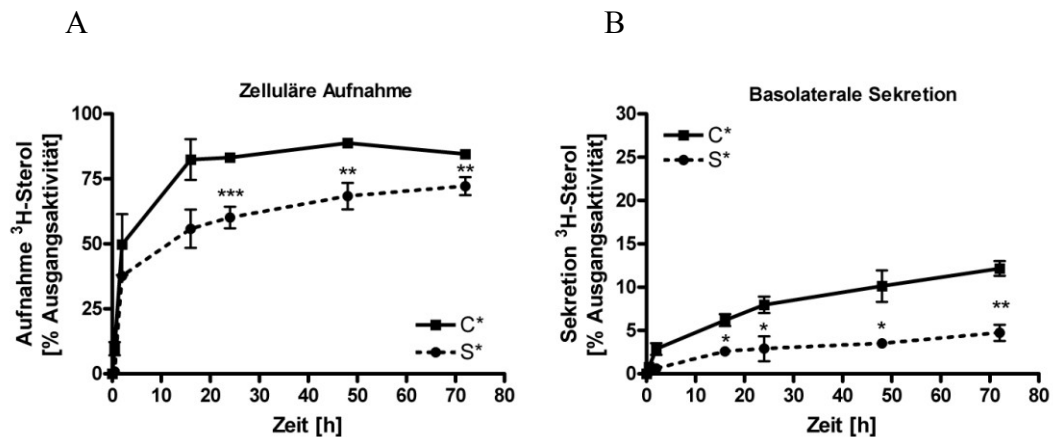 A
B
Zelluläre Aufnahme
Aufnahme ³H-Sterol
[% Ausgangsaktivität]
100
75
50
25
0
***
**
**
C*
S*
0 10 20 30 40 50 60 70 80
Zeit [h]
Basolaterale Sekretion
Sekretion ³H-Sterol
[% Ausgangsaktivität]
30
25
20
15
10
5
0
C*
S*
*
*
*
**
0 10 20 30 40 50 60 70 80
Zeit [h]